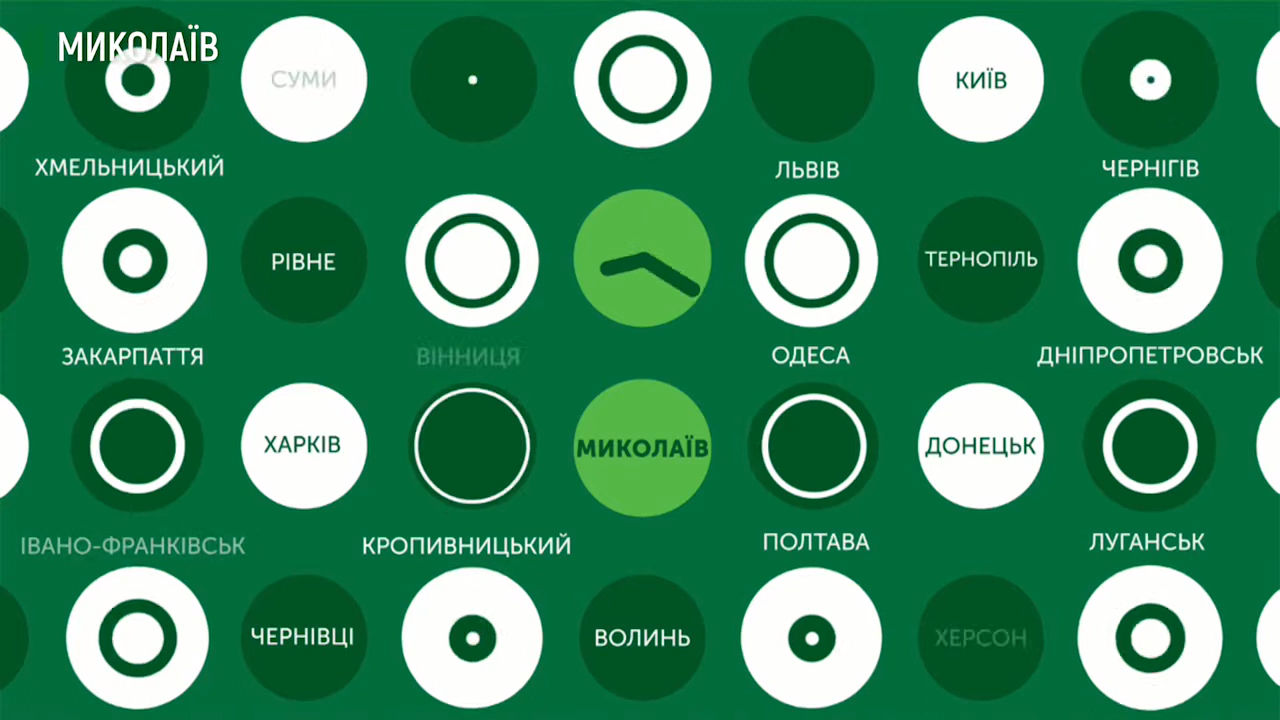 МИКОЛАЇВ
СУМИ
КИЇВ
ХМЕЛЬНИЦЬКИЙ
ЛЬВІВ
ЧЕРНІГІВ
РІВНЕ
ТЕРНОПІЛЬ
ЗАКАРПАТТЯ
ВІННИЦЯ
ОДЕСА
ДНІПРОПЕТРОВСЬК
ХАРКІВ
МИКОЛАЇВ
ДОНЕЦЬК
ІВАНО-ФРАНКІВСЬК
КРОПИВНИЦЬКИЙ
ПОЛТАВА
ЛУГАНСЬК
ЧЕРНІВЦІ
ВОЛИНЬ
ХЕРСОН